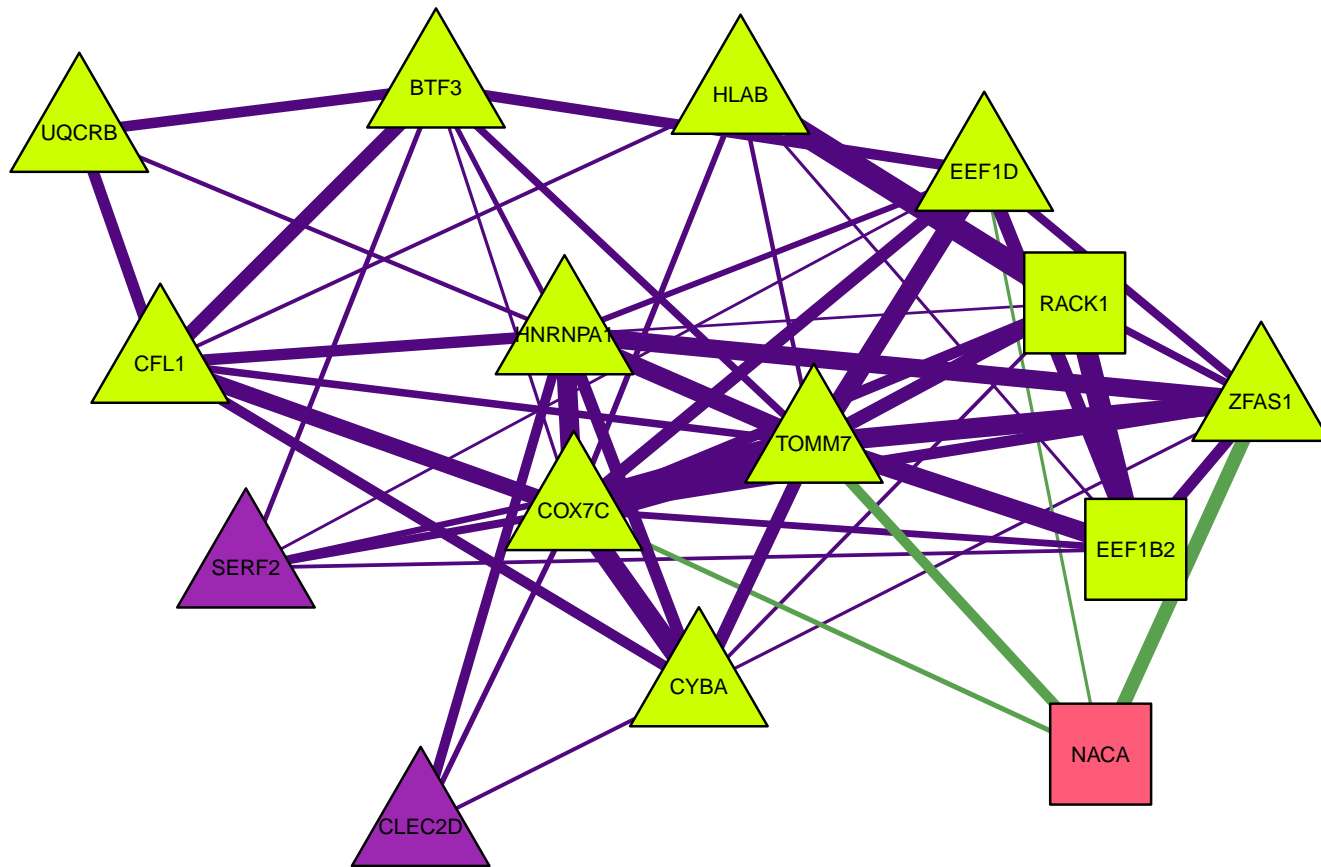 BTF3
HLAB
UQCRB
EEF1D
RACK1
HNRNPA1
CFL1
ZFAS1
TOMM7
COX7C
EEF1B2
SERF2
CYBA
NACA
CLEC2D